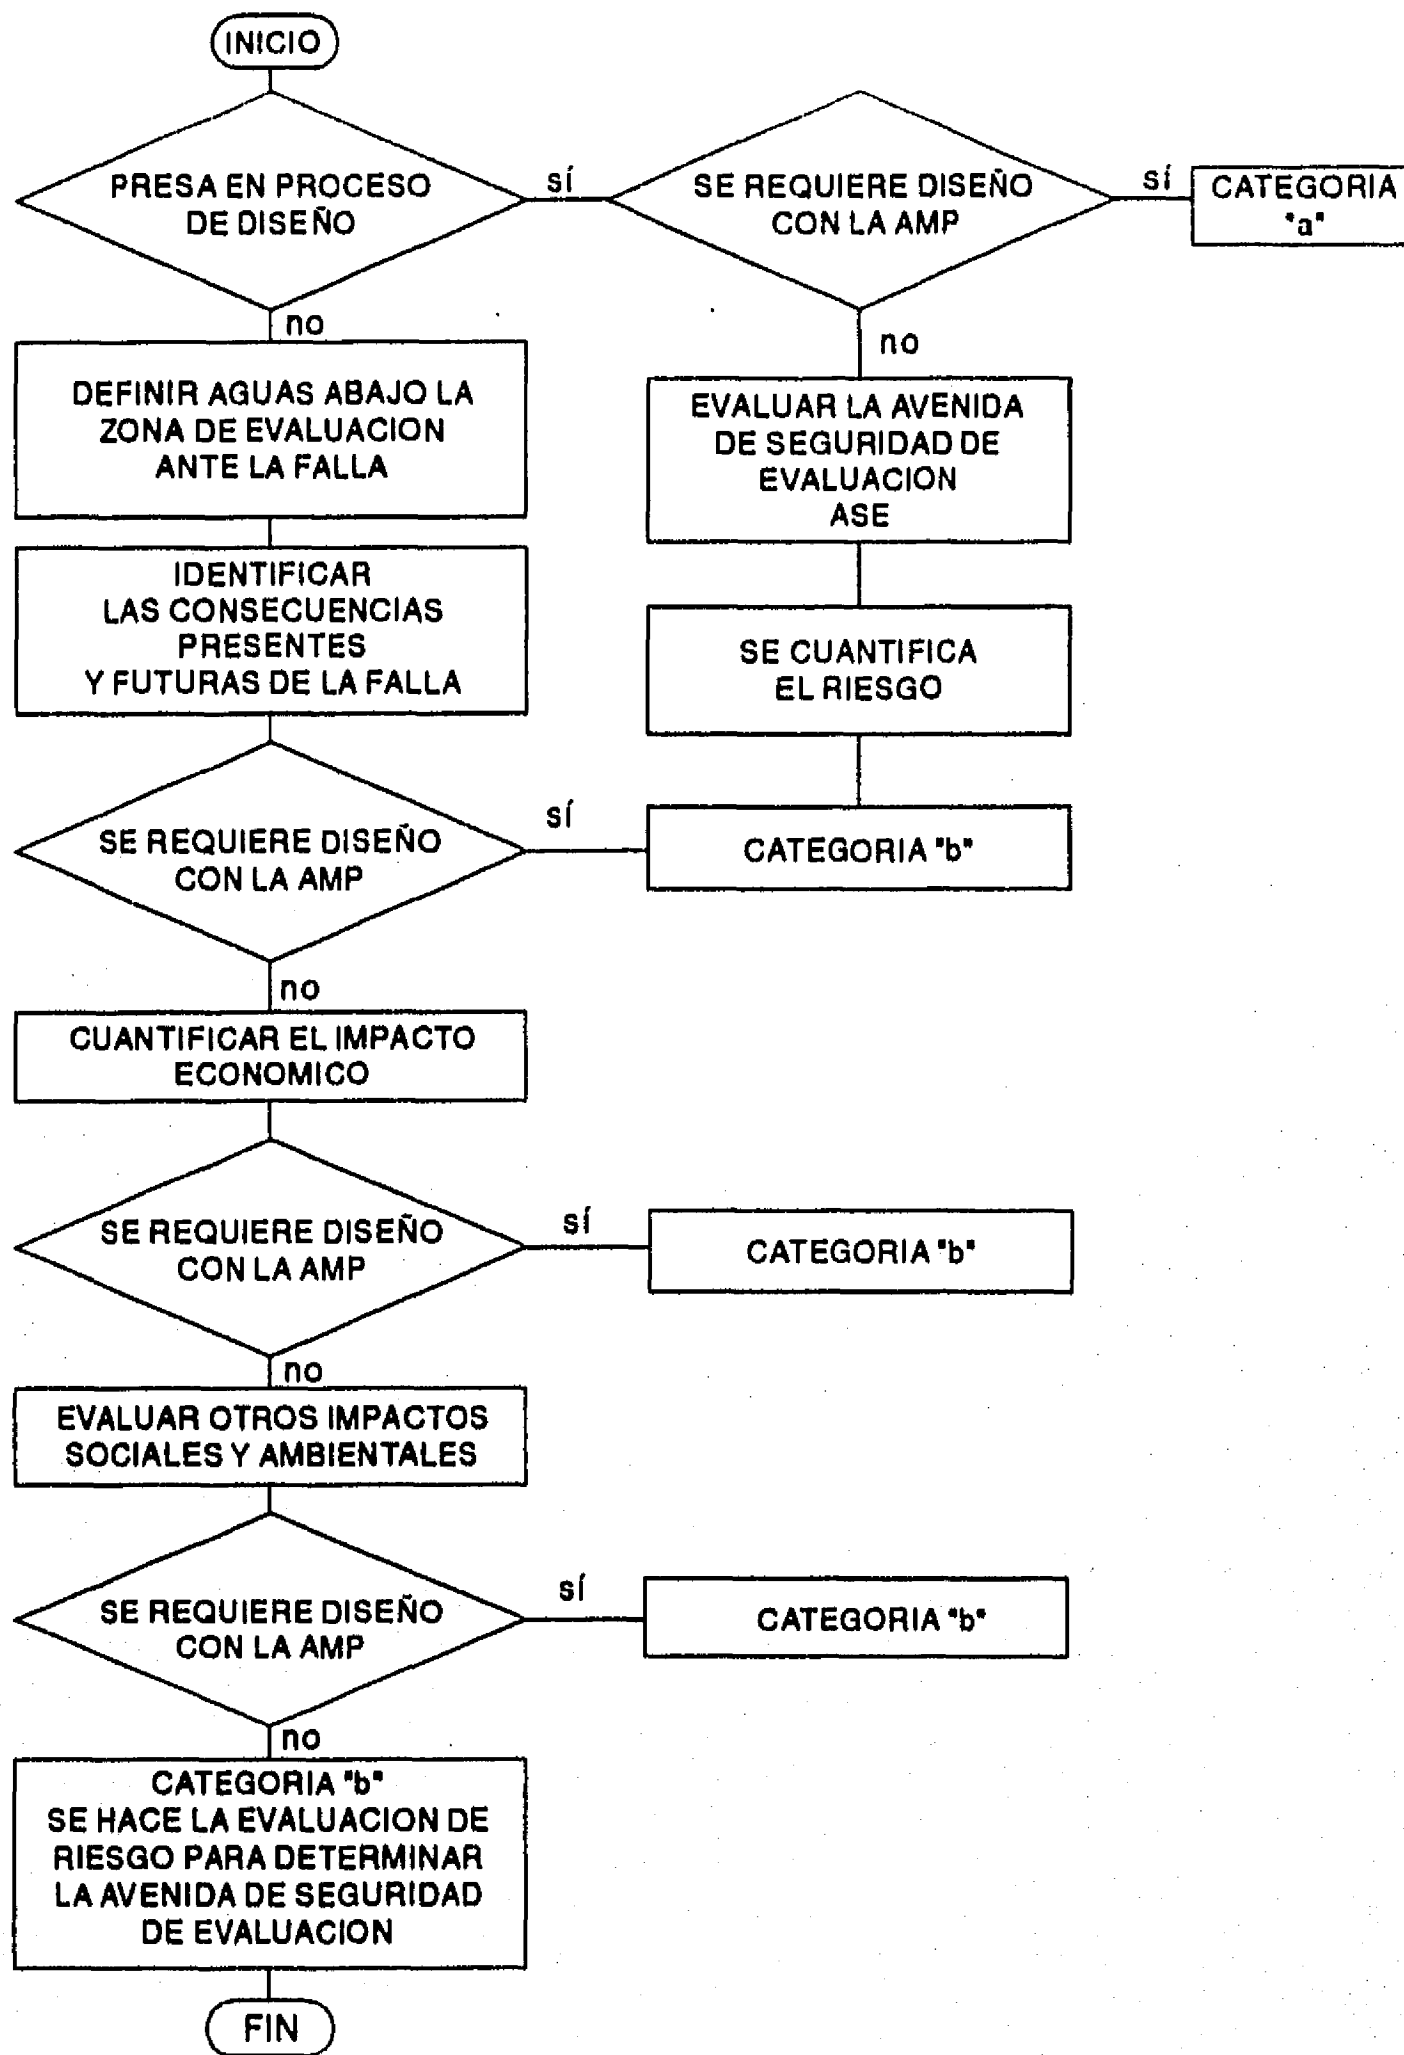 INICIO
PRESA EN PROCESO
DE DISEÑO
sí
SE REQUIERE DISEÑO
CON LA AMP
sí
CATEGORIA
"a"
no
DEFINIR AGUAS ABAJO LA
ZONA DE EVALUACION
ANTE LA FALLA
no
EVALUAR LA AVENIDA
DE SEGURIDAD DE
EVALUACION
ASE
IDENTIFICAR
LAS CONSECUENCIAS
PRESENTES
Y FUTURAS DE LA FALLA
SE CUANTIFICA
EL RIESGO
SE REQUIERE DISEÑO
CON LA AMP
sí
CATEGORIA "b"
no
CUANTIFICAR EL IMPACTO
ECONOMICO
SE REQUIERE DISEÑO
CON LA AMP
sí
CATEGORIA "b"
no
EVALUAR OTROS IMPACTOS
SOCIALES Y AMBIENTALES
SE REQUIERE DISEÑO
CON LA AMP
sí
CATEGORIA "b"
no
CATEGORIA "b"
SE HACE LA EVALUACION DE
RIESGO PARA DETERMINAR
LA AVENIDA DE SEGURIDAD
DE EVALUACION
FIN